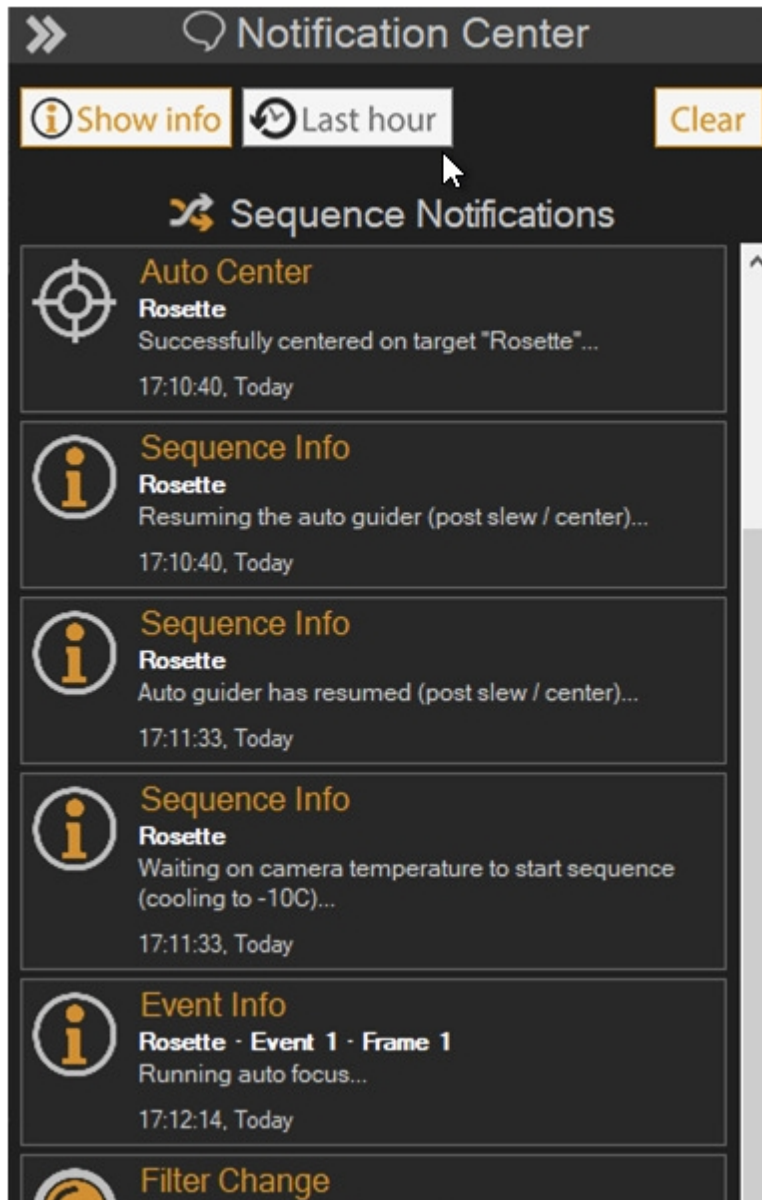 Notification Center
Show info
Last hour
Clear
Sequence Notifications
Auto Center
Rosette
Successfully centered on target "Rosette"...
17:10:40, Today
Sequence Info
Rosette
Resuming the auto guider (post slew / center)...
17:10:40, Today
Sequence Info
Rosette
Auto guider has resumed (post slew / center)...
17:11:33, Today
Sequence Info
Rosette
Waiting on camera temperature to start sequence
(cooling to -10C)...
17:11:33, Today
Event Info
Rosette - Event 1 - Frame 1
Running auto focus...
17:12:14, Today
Filter Change